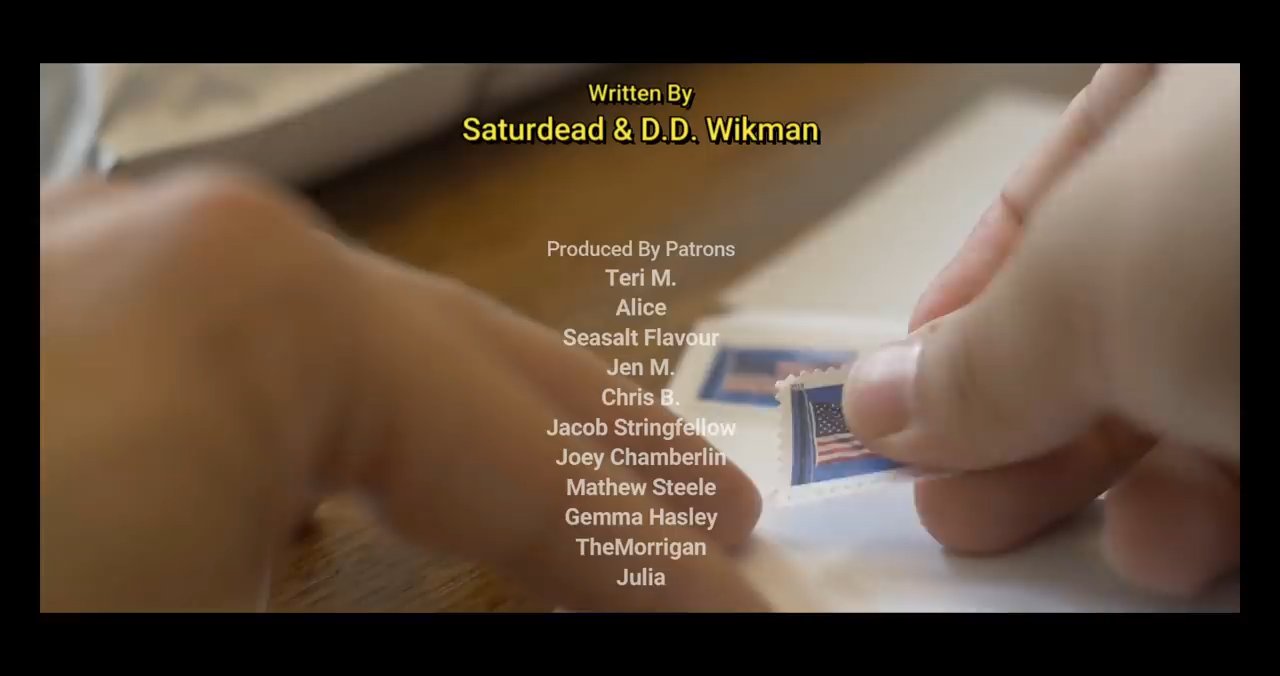 Written By
Saturdead & D.D. Wikman
Produced By Patrons
Teri M.
Alice
Seasalt Flavour
Jen M.
Chris B.
Jacob Stringfellow
Joey Chamberlin
Mathew Steele
Gemma Hasley
TheMorrigan
Julia